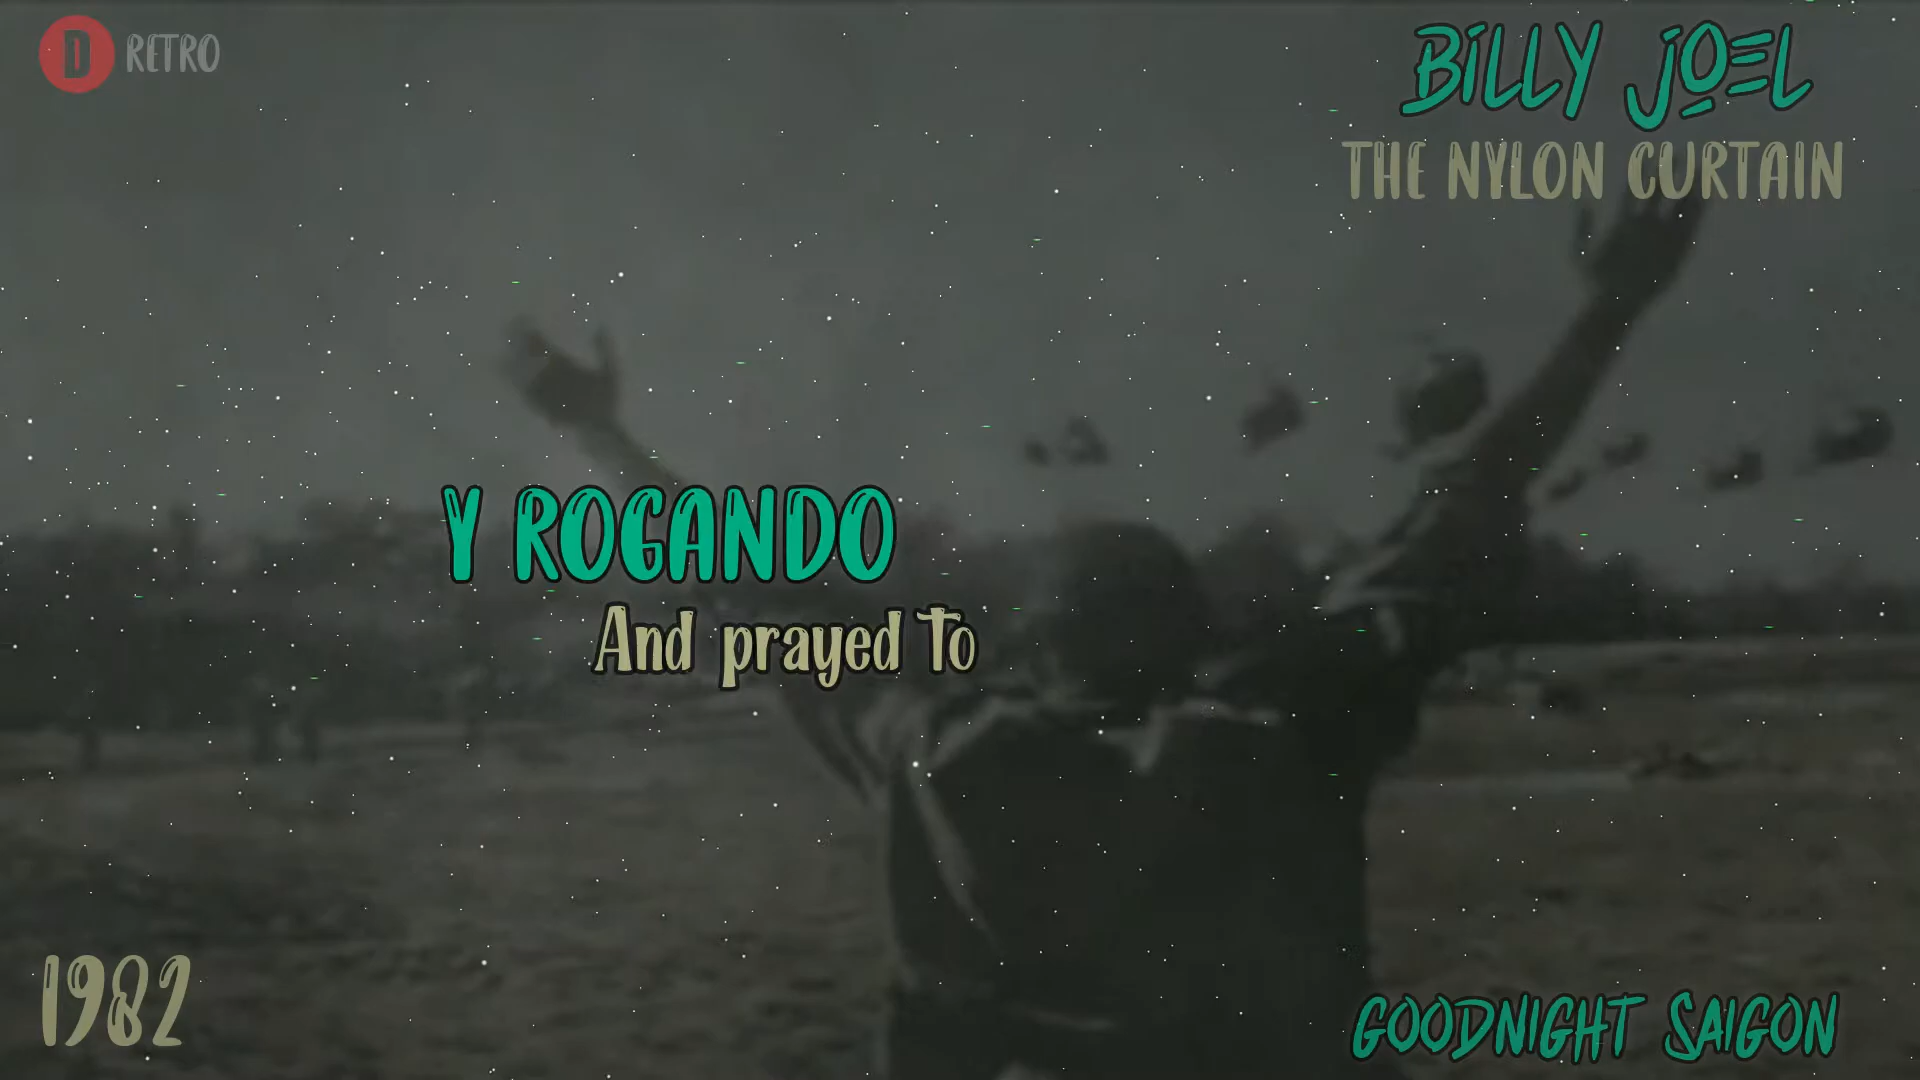 D RETRO
BiLLY JOEL
THE NYLON CURTAIN
Y ROGANDO
And prayed to
1982
GOODNIGHT SAIGON